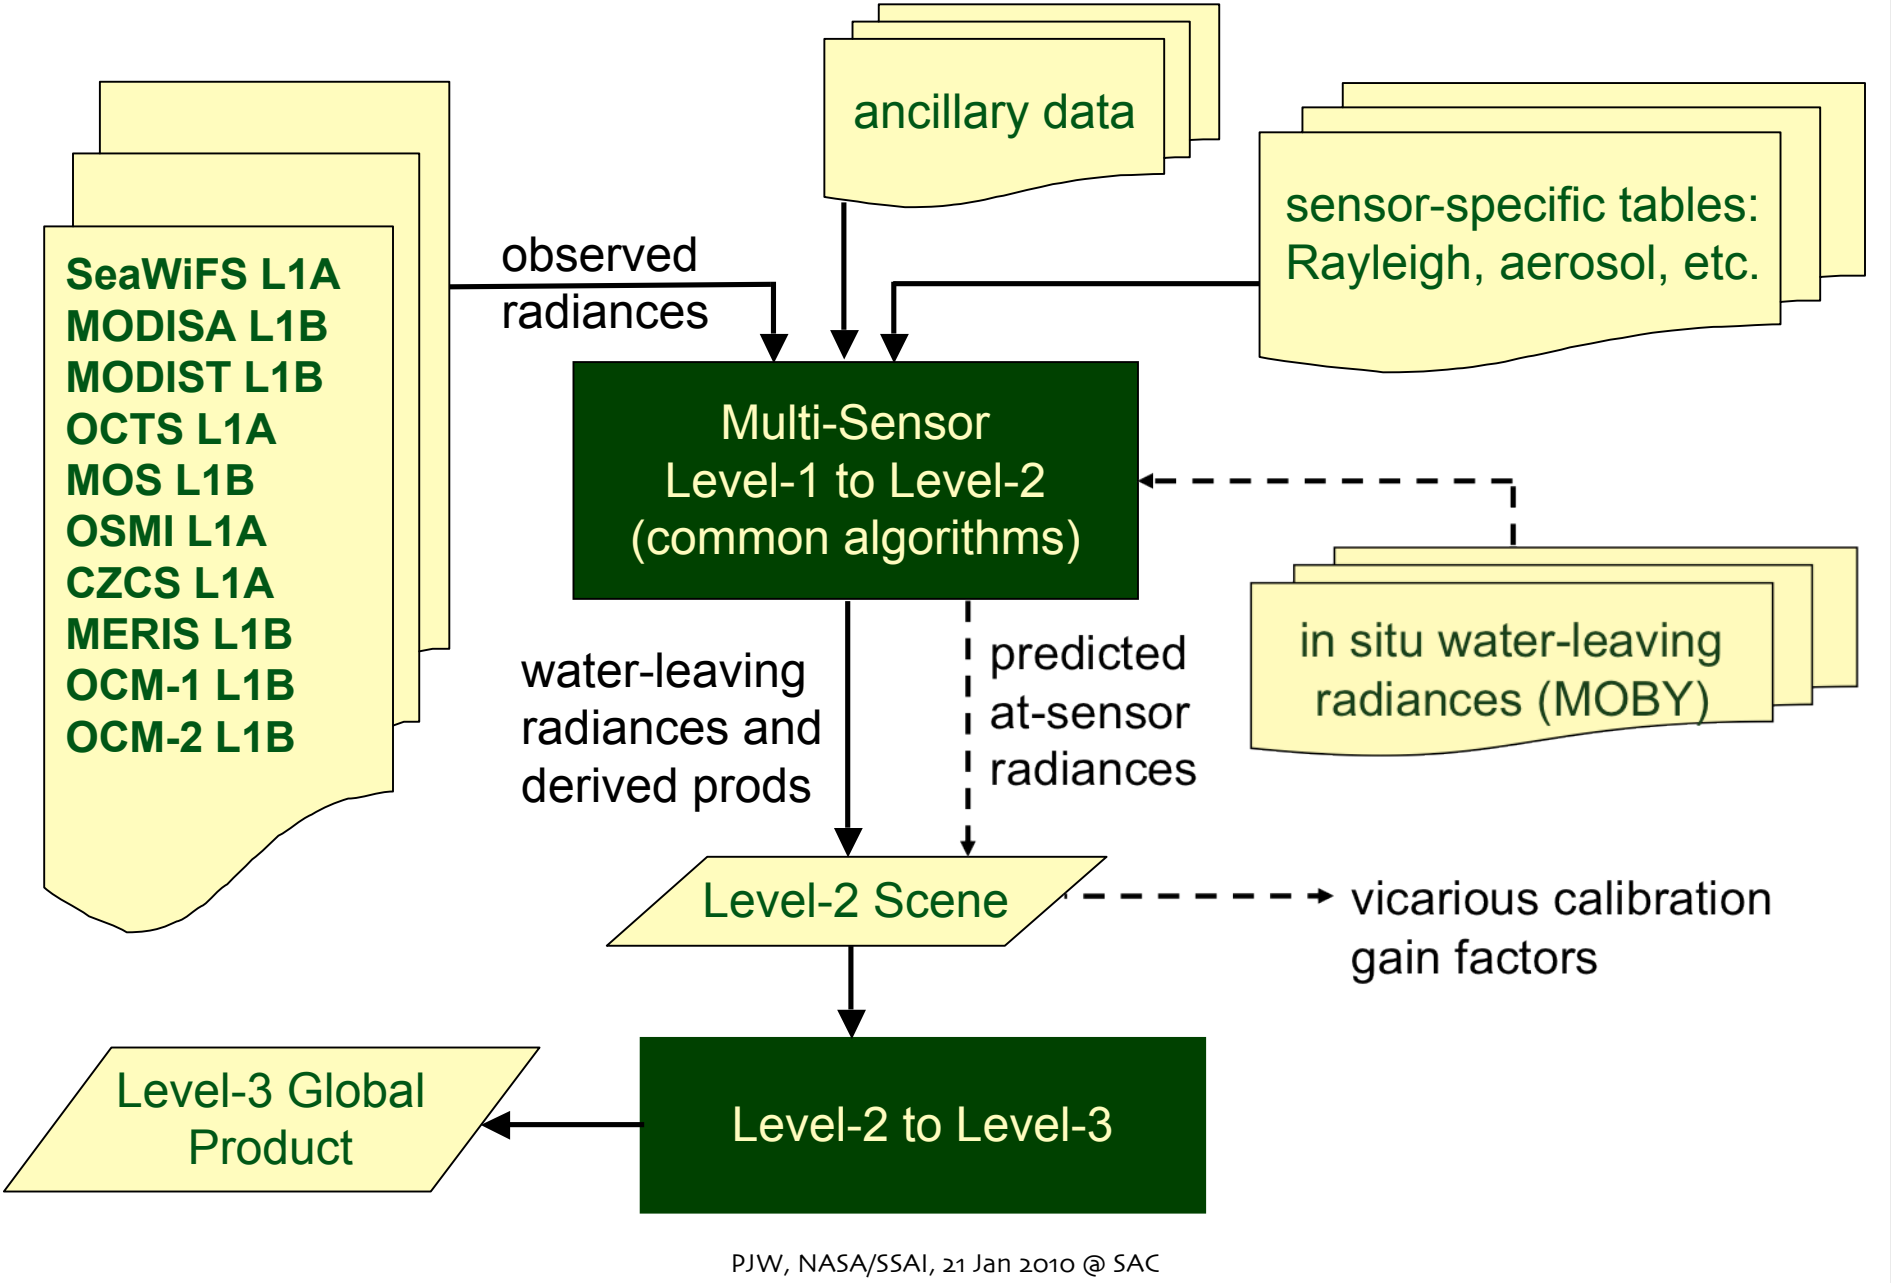 ancillary data
sensor-specific tables:
Rayleigh, aerosol, etc.
SeaWiFS L1A
MODISA L1B
MODIST L1B
OCTS L1A
MOS L1B
OSMI L1A
CZCS L1A
MERIS L1B
OCM-1 L1B
OCM-2 L1B
observed
radiances
Multi-Sensor
Level-1 to Level-2
(common algorithms)
in situ water-leaving
radiances (MOBY)
water-leaving
radiances and
derived prods
predicted
at-sensor
radiances
Level-2 Scene
vicarious calibration
gain factors
Level-2 to Level-3
Level-3 Global
Product
PJW, NASA/SSAI, 21 Jan 2010 @ SAC